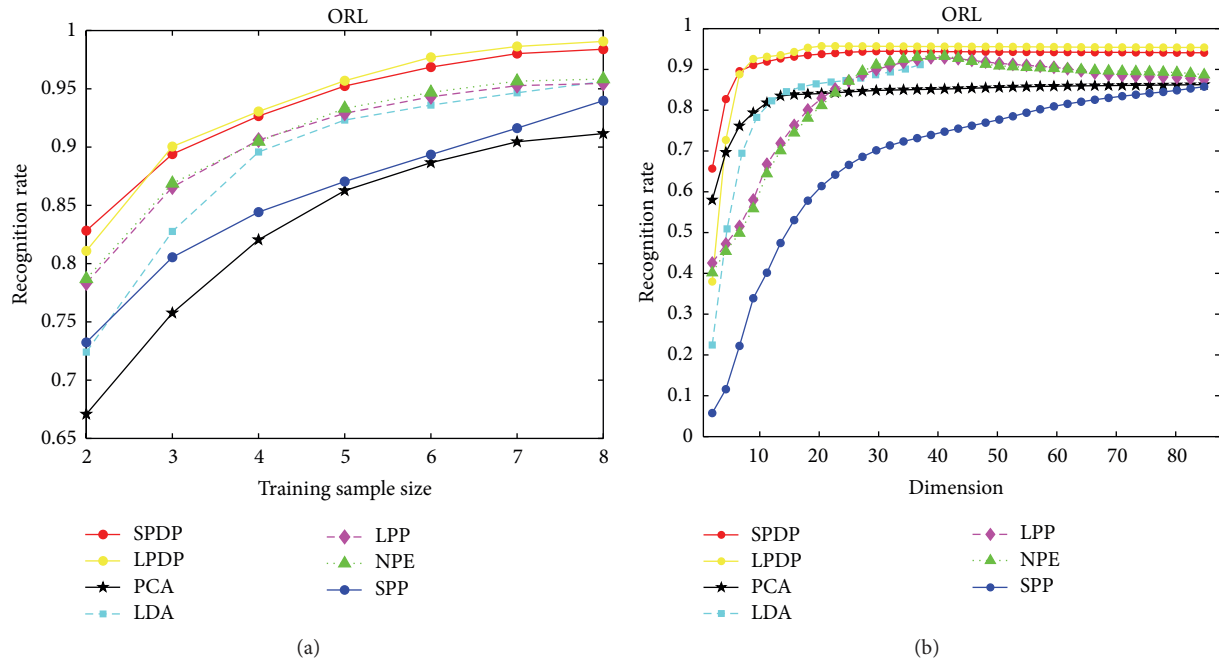 ORL
1
0.95
0.9
0.85
0.8
0.75
0.7
0.65
2 3 4 5 6 7 8
Recognition rate
Training sample size
SPDP
LPDP
PCA
LDA
LPP
NPE
SPP
(a)
ORL
1
0.9
0.8
0.7
0.6
0.5
0.4
0.3
0.2
0.1
0
10 20 30 40 50 60 70 80
Recognition rate
Dimension
SPDP
LPDP
PCA
LDA
LPP
NPE
SPP
(b)